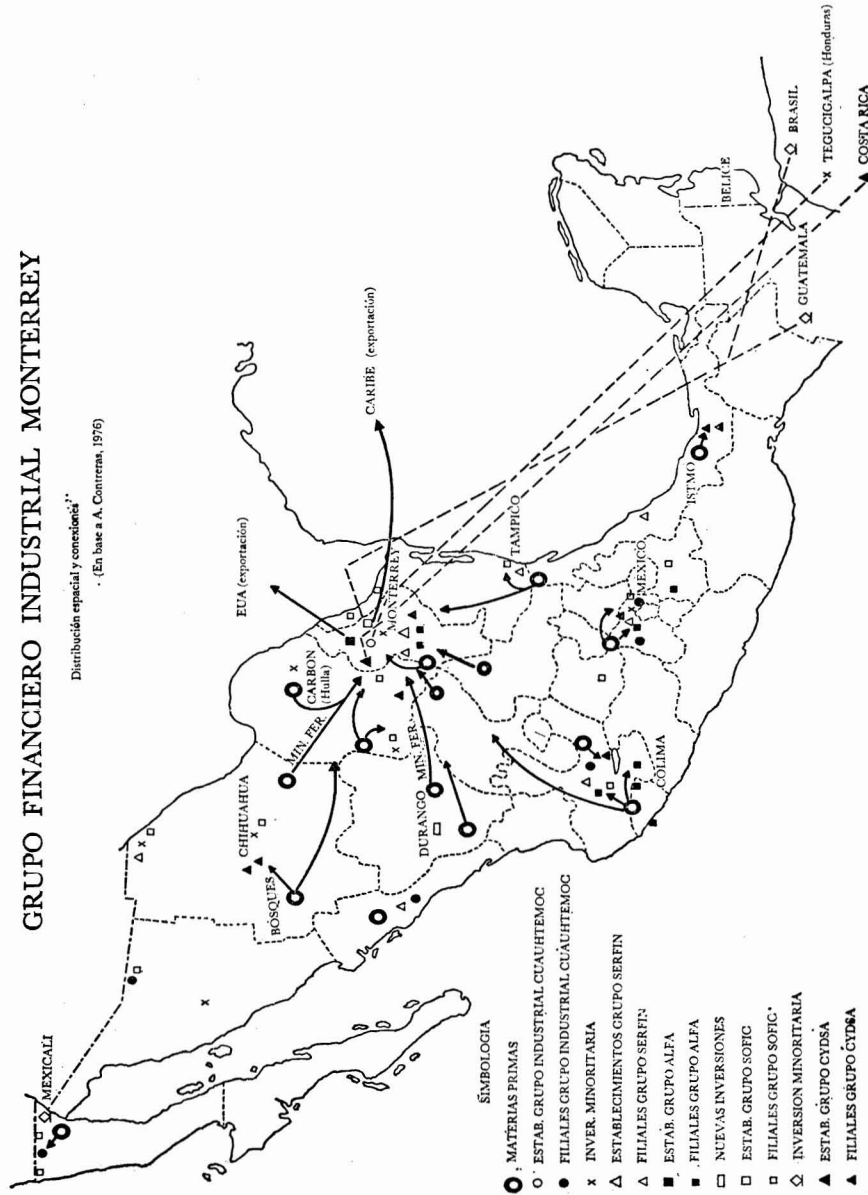 GRUPO FINANCIERO INDUSTRIAL MONTERREY
Distribución espacial y conexiones
(En base a A. Contreras, 1976)
MEXICALI
CHIHUAHUA
BOSQUES
EUA (exportación)
CARBON
(Hulla)
MIN. FER.
CARIBE (exportación)
MONTERREY
MIN. FER.
DURANGO
TAMPICO
MEXICO
COLIMA
ISTMO
BELICE
GUATEMALA
BRASIL
TEGUCIGALPA (Honduras)
COSTA RICA
SIMBOLOGIA
MATERIAS PRIMAS
ESTAB. GRUPO INDUSTRIAL CUAUHTEMOC
FILIALES GRUPO INDUSTRIAL CUAUHTEMOC
INVER. MINORITARIA
ESTABLECIMIENTOS GRUPO SERFIN
FILIALES GRUPO SERFIN
ESTAB. GRUPO ALFA
FILIALES GRUPO ALFA
NUEVAS INVERSIONES
ESTAB. GRUPO SOFIC
FILIALES GRUPO SOFIC
INVERSION MINORITARIA
ESTAB. GRUPO CYDSA
FILIALES GRUPO CYDSA